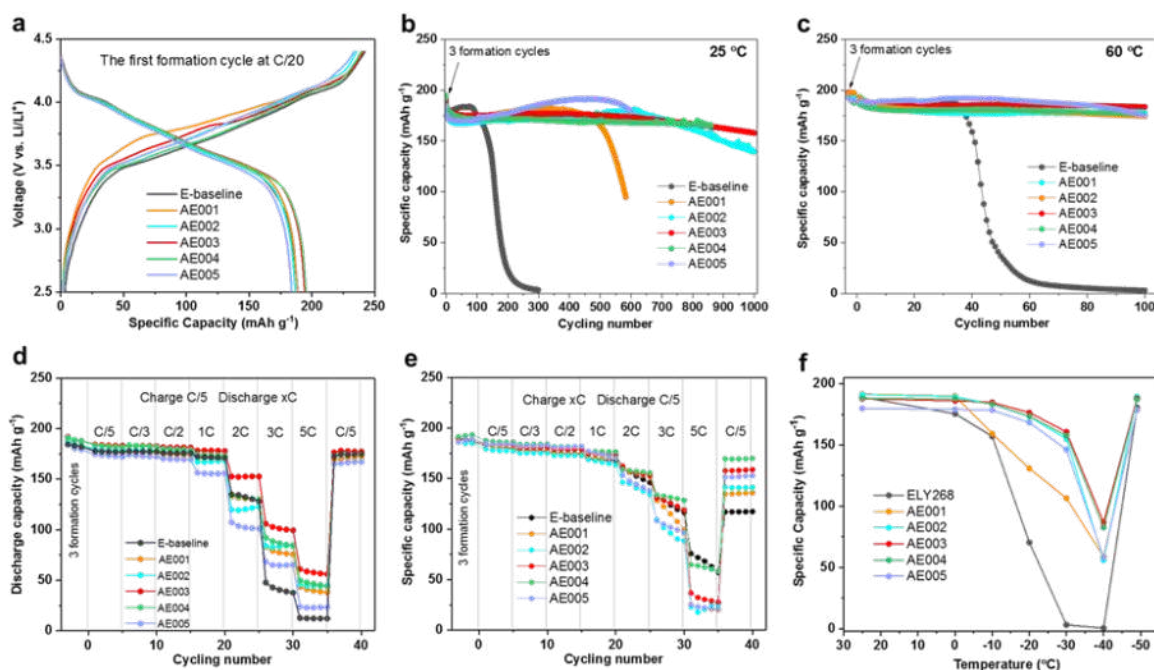 a
The first formation cycle at C/20
Voltage (V vs. Li/Li⁺)
4.5
4.0
3.5
3.0
2.5
E-baseline
AE001
AE002
AE003
AE004
AE005
0 50 100 150 200 250
Specific Capacity (mAh g⁻¹)
b
3 formation cycles
25 °C
Specific capacity (mAh g⁻¹)
250
200
150
100
50
0
E-baseline
AE001
AE002
AE003
AE004
AE005
0 100 200 300 400 500 600 700 800 900 1000
Cycling number
c
3 formation cycles
60 °C
Specific capacity (mAh g⁻¹)
250
200
150
100
50
0
E-baseline
AE001
AE002
AE003
AE004
AE005
0 20 40 60 80 100
Cycling number
d
Charge C/5 Discharge xC
C/5 C/3 C/2 1C 2C 3C 5C C/5
Discharge capacity (mAh g⁻¹)
250
200
150
100
50
0
3 formation cycles
E-baseline
AE001
AE002
AE003
AE004
AE005
0 10 20 30 40
Cycling number
e
Charge xC Discharge C/5
C/5 C/3 C/2 1C 2C 3C 5C C/5
Specific capacity (mAh g⁻¹)
250
200
150
100
50
0
3 formation cycles
E-baseline
AE001
AE002
AE003
AE004
AE005
0 10 20 30 40
Cycling number
f
Specific Capacity (mAh g⁻¹)
200
150
100
50
0
ELY268
AE001
AE002
AE003
AE004
AE005
30 20 10 0 -10 -20 -30 -40 -50
Temperature (°C)